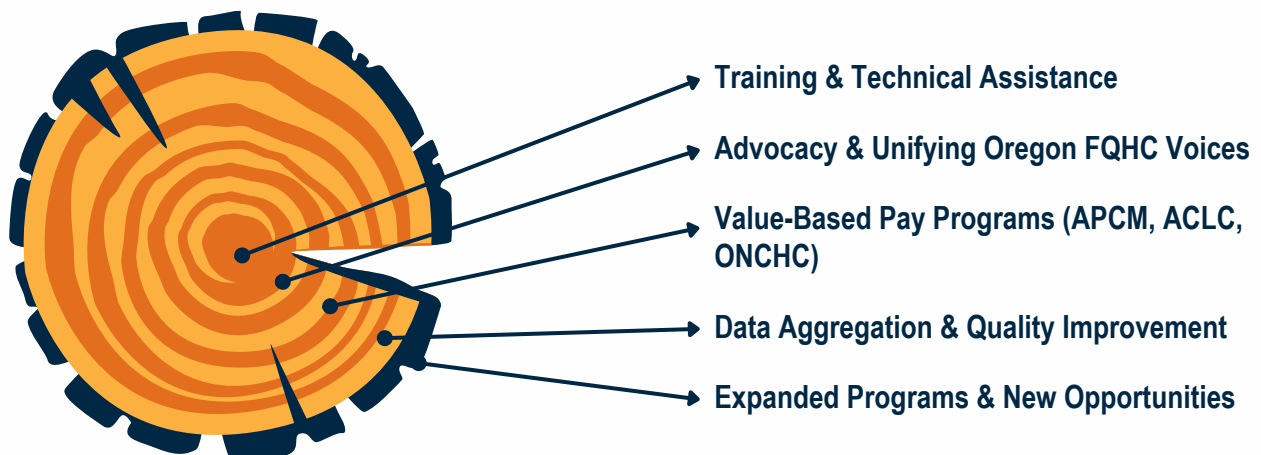 Training & Technical Assistance
Advocacy & Unifying Oregon FQHC Voices
Value-Based Pay Programs (APCM, ACLC,
ONCHC)
Data Aggregation & Quality Improvement
Expanded Programs & New Opportunities